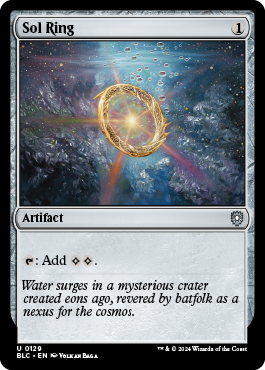 Sol Ring 1
Artifact
: Add .
Water surges in a mysterious crater
created eons ago, revered by batfolk as a
nexus for the cosmos.
U 0129
BLC • EN Volkan Baga
™ & © 2024 Wizards of the Coast